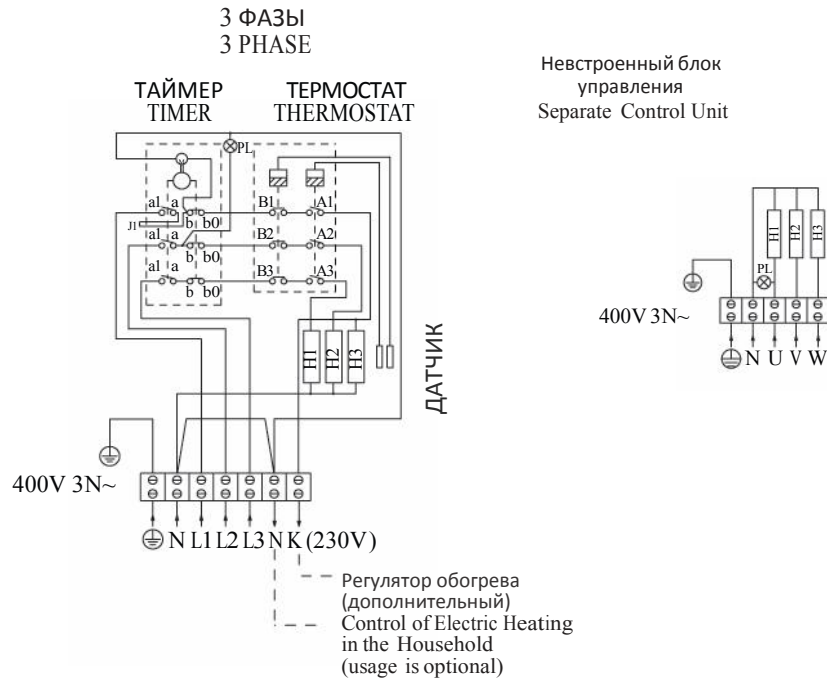 3 ФАЗЫ
3 PHASE
ТАЙМЕР
TIMER
ТЕРМОСТАТ
THERMOSTAT
PL
a1 a
J1
b b0
B1 A1
a1 a
b b0
B2 A2
a1 a
b b0
B3 A3
H1 H2 H3
ДАТЧИК
400V 3N~
N L1 L2 L3 N K (230V)
Регулятор обогрева
(дополнительный)
Control of Electric Heating
in the Household
(usage is optional)
Невстроенный блок
управления
Separate Control Unit
H1 H2 H3
PL
400V 3N~
N U V W